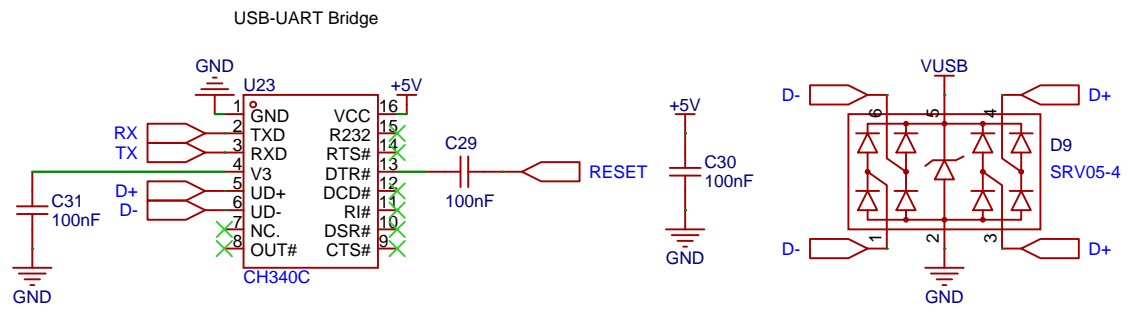 USB-UART Bridge
GND
U23
+5V
1 GND VCC 16
RX 2 TXD R232 15
TX 3 RXD RTS# 14
4 V3 DTR# 13
D+ 5 UD+ DCD# 12
D- 6 UD- RI# 11
7 NC. DSR# 10
8 OUT# CTS# 9
CH340C
C31
100nF
GND
C29
100nF
RESET
+5V
C30
100nF
GND
VUSB
D- D+
6 5 4
D9
SRV05-4
1 2 3
D- D+
GND